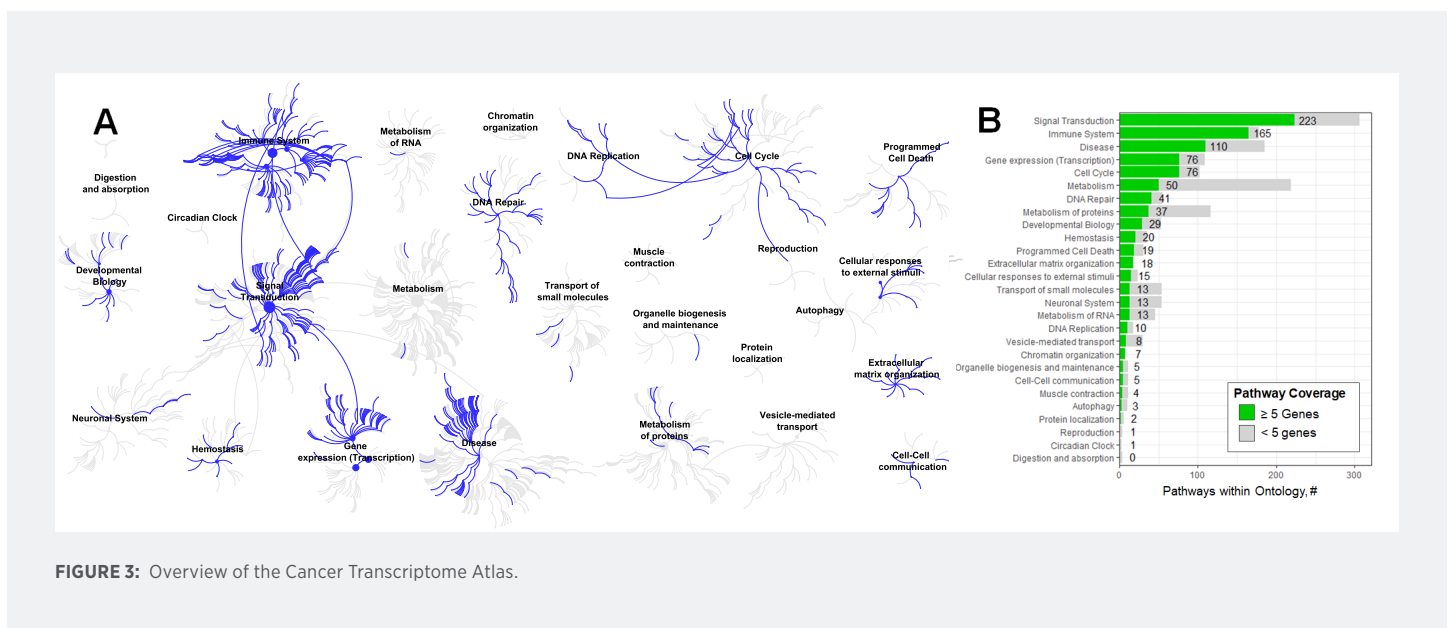 A
Immune System
Metabolism
of RNA
Chromatin
organization
DNA Replication
Cell Cycle
Programmed
Cell Death
Digestion
and absorption
Circadian Clock
DNA Repair
Developmental
Biology
Muscle
contraction
Reproduction
Cellular responses
to external stimuli
Signal
Transduction
Metabolism
Transport of
small molecules
Organelle biogenesis
and maintenance
Autophagy
Protein
localization
Extracellular
matrix organization
Neuronal System
Hemostasis
Gene
expression (Transcription)
Disease
Metabolism
of proteins
Vesicle-mediated
transport
Cell-Cell
communication
B
Signal Transduction 223
Immune System 165
Disease 110
Gene expression (Transcription) 76
Cell Cycle 76
Metabolism 50
DNA Repair 41
Metabolism of proteins 37
Developmental Biology 29
Hemostasis 20
Programmed Cell Death 19
Extracellular matrix organization 18
Cellular responses to external stimuli 15
Transport of small molecules 13
Neuronal System 13
Metabolism of RNA 13
DNA Replication 10
Vesicle-mediated transport 8
Chromatin organization 7
Organelle biogenesis and maintenance 5
Cell-Cell communication 5
Muscle contraction 4
Autophagy 3
Protein localization 2
Reproduction 1
Circadian Clock 1
Digestion and absorption 0
Pathway Coverage
≥ 5 Genes
< 5 genes
0 100 200 300
Pathways within Ontology, #
FIGURE 3: Overview of the Cancer Transcriptome Atlas.